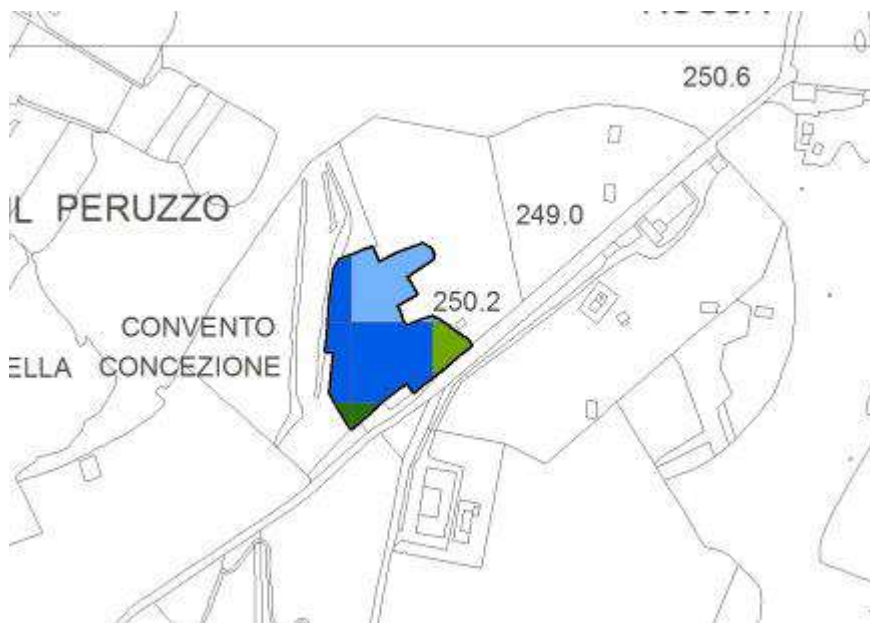 250.6
L PERUZZO
249.0
250.2
CONVENTO
ELLA CONCEZIONE